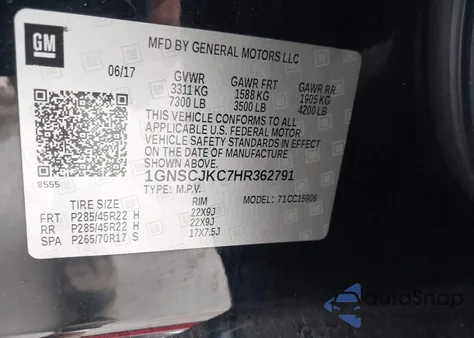 GM
MFD BY GENERAL MOTORS LLC
06/17 GVWR GAWR FRT GAWR RR
3311 KG 1588 KG 1905 KG
7300 LB 3500 LB 4200 LB
THIS VEHICLE CONFORMS TO ALL
APPLICABLE U.S. FEDERAL MOTOR
VEHICLE SAFETY STANDARDS IN EFFECT
ON THE DATE OF MANUFACTURE
SHOWN ABOVE.
1GNSCJKC7HR362791
8555 TYPE: M.P.V. 71CC15906
TIRE SIZE RIM
FRT P285/45R22 H 22X9J
RR P285/45R22 H 22X9J
SPA P265/70R17 S 17X7.5J
AutoSnap